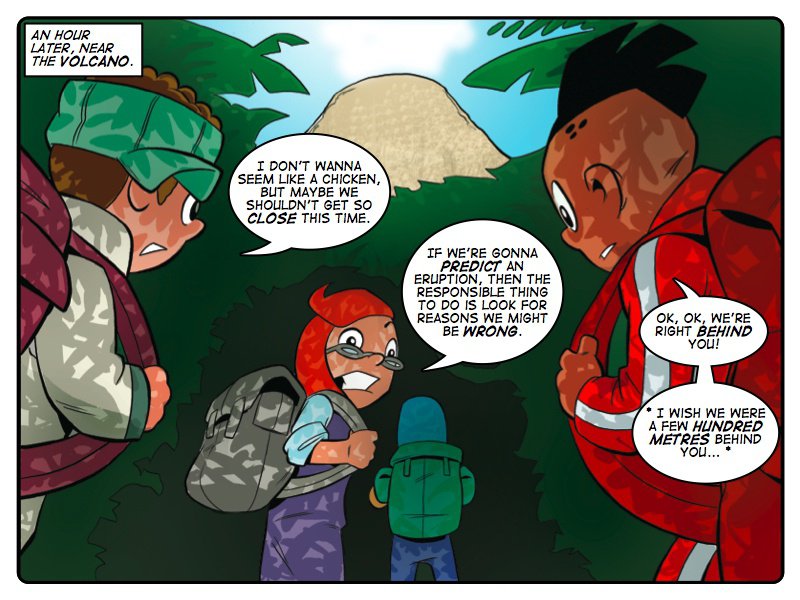 AN HOUR
LATER, NEAR
THE VOLCANO.
I DON'T WANNA
SEEM LIKE A CHICKEN,
BUT MAYBE WE
SHOULDN'T GET SO
CLOSE THIS TIME.
IF WE'RE GONNA
PREDICT AN
ERUPTION, THEN THE
RESPONSIBLE THING
TO DO IS LOOK FOR
REASONS WE MIGHT
BE WRONG.
OK, OK, WE'RE
RIGHT BEHIND
YOU!
* I WISH WE WERE
A FEW HUNDRED
METRES BEHIND
YOU... *